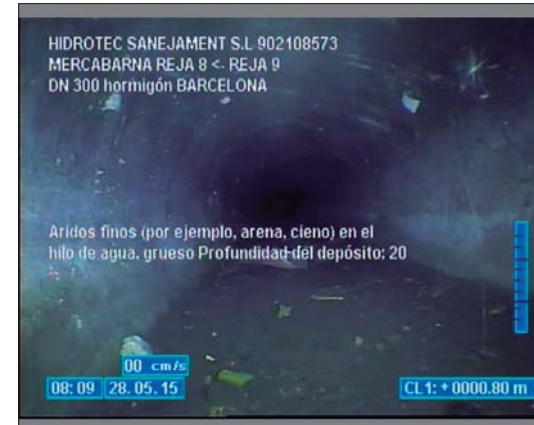 HIDROTEC SANEJAMENT S.L 902108573
MERCABARNA REJA 8 <- REJA 9
DN 300 hormigón BARCELONA
Aridos finos (por ejemplo, arena, cieno) en el
hilo de agua, grueso Profundidad del depósito: 20
%
00 cm/s
08:09 28.05.15
CL1: + 0000.80 m